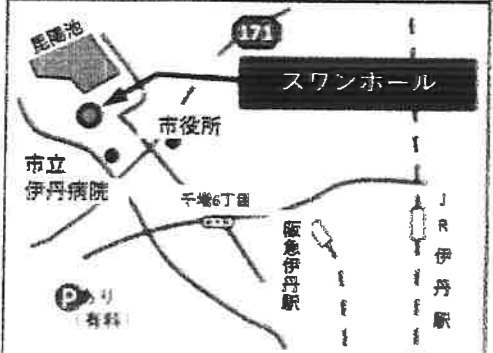 昆陽池
171
スワンホール
市役所
市立
伊丹病院
千僧6丁目
阪急伊丹駅
JR伊丹駅
Pあり
(有料)